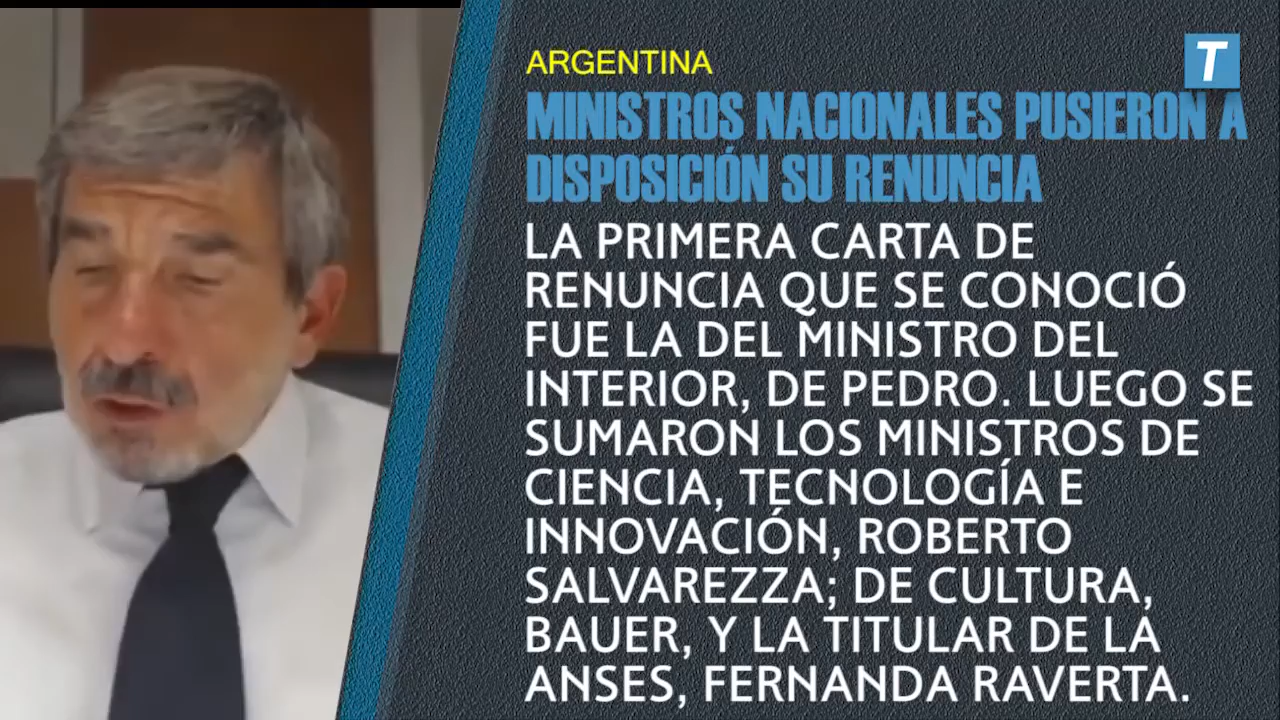 ARGENTINA
T
MINISTROS NACIONALES PUSIERON A
DISPOSICIÓN SU RENUNCIA
LA PRIMERA CARTA DE
RENUNCIA QUE SE CONOCIÓ
FUE LA DEL MINISTRO DEL
INTERIOR, DE PEDRO. LUEGO SE
SUMARON LOS MINISTROS DE
CIENCIA, TECNOLOGÍA E
INNOVACIÓN, ROBERTO
SALVAREZZA; DE CULTURA,
BAUER, Y LA TITULAR DE LA
ANSES, FERNANDA RAVERTA.